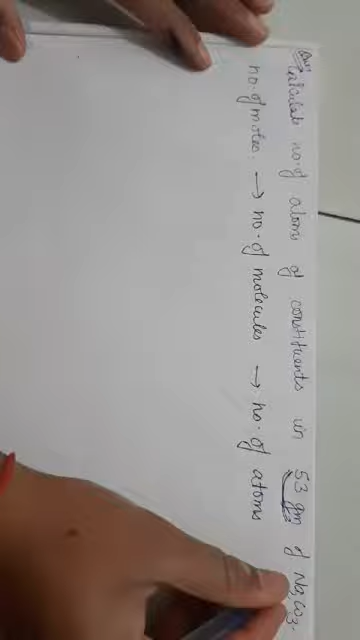 Ques Calculate no. of atoms of constituents in 53 gm of Na2CO3.
no. of moles. → no. of molecules → no. of atoms